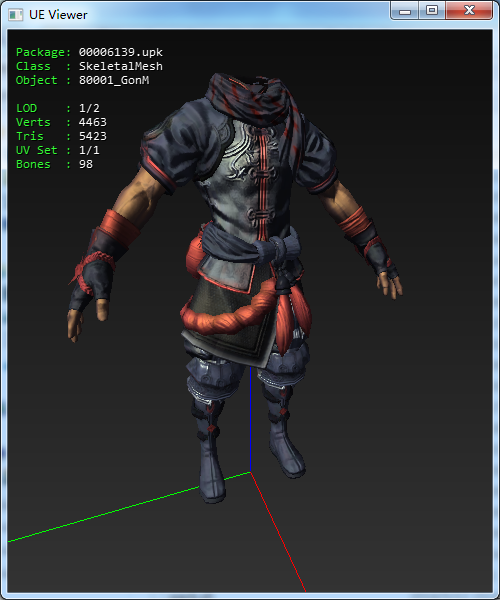 UE Viewer
Package: 00006139.upk
Class : SkeletalMesh
Object : 80001_GonM
LOD : 1/2
Verts : 4463
Tris : 5423
UV Set : 1/1
Bones : 98